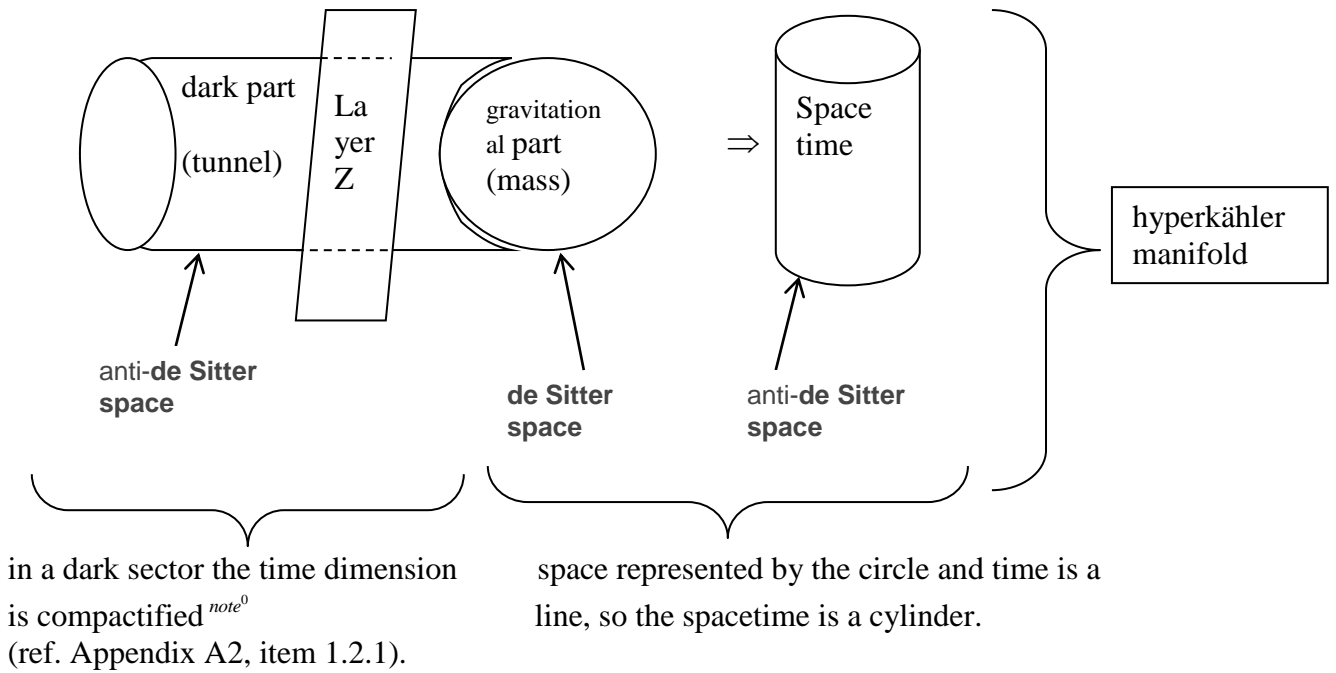 dark part
(tunnel)
La
yer
Z
gravitation
al part
(mass)
⇒
Space
time
hyperkähler
manifold
anti-de Sitter
space
de Sitter
space
anti-de Sitter
space
in a dark sector the time dimension
is compactified note⁰
(ref. Appendix A2, item 1.2.1).
space represented by the circle and time is a
line, so the spacetime is a cylinder.